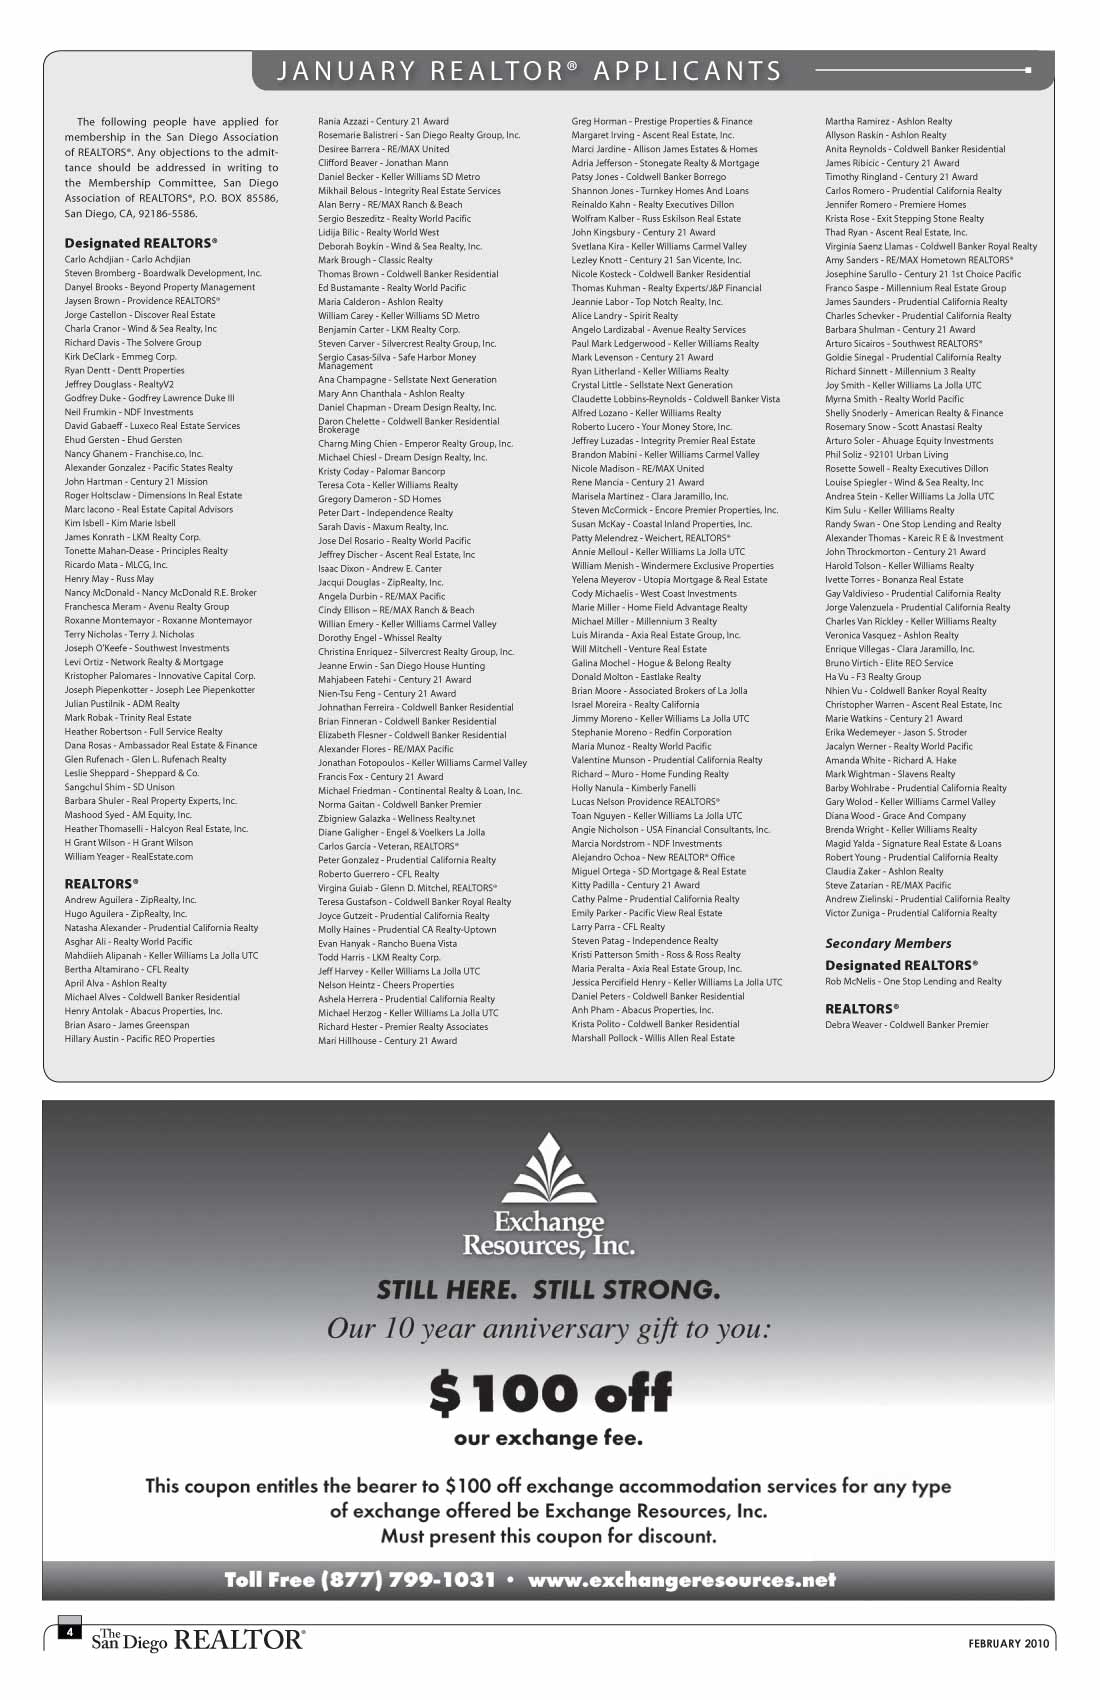 JANUARY REALTOR® APPLICANTS
The following people have applied for
membership in the San Diego Association
of REALTORS®. Any objections to the admit-
tance should be addressed in writing to
the Membership Committee, San Diego
Association of REALTORS®, P.O. BOX 85586,
San Diego, CA, 92186-5586.
Designated REALTORS®
Carlo Achdjian - Carlo Achdjian
Steven Bromberg - Boardwalk Development, Inc.
Danyel Brooks - Beyond Property Management
Jaysen Brown - Providence REALTORS®
Jorge Castellon - Discover Real Estate
Charla Cranor - Wind & Sea Realty, Inc
Richard Davis - The Solvere Group
Kirk DeClark - Emmeg Corp.
Ryan Dentt - Dentt Properties
Jeffrey Douglass - RealtyV2
Godfrey Duke - Godfrey Lawrence Duke III
Neil Frumkin - NDF Investments
David Gabaeff - Luxeco Real Estate Services
Ehud Gersten - Ehud Gersten
Nancy Ghanem - Franchise.co, Inc.
Alexander Gonzalez - Pacific States Realty
John Hartman - Century 21 Mission
Roger Holtsclaw - Dimensions In Real Estate
Marc Iacono - Real Estate Capital Advisors
Kim Isbell - Kim Marie Isbell
James Konrath - LKM Realty Corp.
Tonette Mahan-Dease - Principles Realty
Ricardo Mata - MLCG, Inc.
Henry May - Russ May
Nancy McDonald - Nancy McDonald R.E. Broker
Franchesca Meram - Avenu Realty Group
Roxanne Montemayor - Roxanne Montemayor
Terry Nicholas - Terry J. Nicholas
Joseph O'Keefe - Southwest Investments
Levi Ortiz - Network Realty & Mortgage
Kristopher Palomares - Innovative Capital Corp.
Joseph Piepenkotter - Joseph Lee Piepenkotter
Julian Pustilnik - ADM Realty
Mark Robak - Trinity Real Estate
Heather Robertson - Full Service Realty
Dana Rosas - Ambassador Real Estate & Finance
Glen Rufenach - Glen L. Rufenach Realty
Leslie Sheppard - Sheppard & Co.
Sangchul Shim - SD Unison
Barbara Shuler - Real Property Experts, Inc.
Mashood Syed - AM Equity, Inc.
Heather Thomaselli - Halcyon Real Estate, Inc.
H Grant Wilson - H Grant Wilson
William Yeager - RealEstate.com
REALTORS®
Andrew Aguilera - ZipRealty, Inc.
Hugo Aguilera - ZipRealty, Inc.
Natasha Alexander - Prudential California Realty
Asghar Ali - Realty World Pacific
Mahdiieh Alipanah - Keller Williams La Jolla UTC
Bertha Altamirano - CFL Realty
April Alva - Ashlon Realty
Michael Alves - Coldwell Banker Residential
Henry Antolak - Abacus Properties, Inc.
Brian Asaro - James Greenspan
Hillary Austin - Pacific REO Properties
Rania Azzazi - Century 21 Award
Rosemarie Balistreri - San Diego Realty Group, Inc.
Desiree Barrera - RE/MAX United
Clifford Beaver - Jonathan Mann
Daniel Becker - Keller Williams SD Metro
Mikhail Belous - Integrity Real Estate Services
Alan Berry - RE/MAX Ranch & Beach
Sergio Beszeditz - Realty World Pacific
Lidija Bilic - Realty World West
Deborah Boykin - Wind & Sea Realty, Inc.
Mark Brough - Classic Realty
Thomas Brown - Coldwell Banker Residential
Ed Bustamante - Realty World Pacific
Maria Calderon - Ashlon Realty
William Carey - Keller Williams SD Metro
Benjamin Carter - LKM Realty Corp.
Steven Carver - Silvercrest Realty Group, Inc.
Sergio Casas-Silva - Safe Harbor Money
Management
Ana Champagne - Sellstate Next Generation
Mary Ann Chanthala - Ashlon Realty
Daniel Chapman - Dream Design Realty, Inc.
Daron Chelette - Coldwell Banker Residential
Brokerage
Charng Ming Chien - Emperor Realty Group, Inc.
Michael Chiesl - Dream Design Realty, Inc.
Kristy Coday - Palomar Bancorp
Teresa Cota - Keller Williams Realty
Gregory Dameron - SD Homes
Peter Dart - Independence Realty
Sarah Davis - Maxum Realty, Inc.
Jose Del Rosario - Realty World Pacific
Jeffrey Discher - Ascent Real Estate, Inc
Isaac Dixon - Andrew E. Canter
Jacqui Douglas - ZipRealty, Inc.
Angela Durbin - RE/MAX Pacific
Cindy Ellison – RE/MAX Ranch & Beach
Willian Emery - Keller Williams Carmel Valley
Dorothy Engel - Whissel Realty
Christina Enriquez - Silvercrest Realty Group, Inc.
Jeanne Erwin - San Diego House Hunting
Mahjabeen Fatehi - Century 21 Award
Nien-Tsu Feng - Century 21 Award
Johnathan Ferreira - Coldwell Banker Residential
Brian Finneran - Coldwell Banker Residential
Elizabeth Flesner - Coldwell Banker Residential
Alexander Flores - RE/MAX Pacific
Jonathan Fotopoulos - Keller Williams Carmel Valley
Francis Fox - Century 21 Award
Michael Friedman - Continental Realty & Loan, Inc.
Norma Gaitan - Coldwell Banker Premier
Zbigniew Galazka - Wellness Realty.net
Diane Galigher - Engel & Voelkers La Jolla
Carlos Garcia - Veteran, REALTORS®
Peter Gonzalez - Prudential California Realty
Roberto Guerrero - CFL Realty
Virgina Guiab - Glenn D. Mitchel, REALTORS®
Teresa Gustafson - Coldwell Banker Royal Realty
Joyce Gutzeit - Prudential California Realty
Molly Haines - Prudential CA Realty-Uptown
Evan Hanyak - Rancho Buena Vista
Todd Harris - LKM Realty Corp.
Jeff Harvey - Keller Williams La Jolla UTC
Nelson Heintz - Cheers Properties
Ashela Herrera - Prudential California Realty
Michael Herzog - Keller Williams La Jolla UTC
Richard Hester - Premier Realty Associates
Mari Hillhouse - Century 21 Award
Greg Horman - Prestige Properties & Finance
Margaret Irving - Ascent Real Estate, Inc.
Marci Jardine - Allison James Estates & Homes
Adria Jefferson - Stonegate Realty & Mortgage
Patsy Jones - Coldwell Banker Borrego
Shannon Jones - Turnkey Homes And Loans
Reinaldo Kahn - Realty Executives Dillon
Wolfram Kalber - Russ Eskilson Real Estate
John Kingsbury - Century 21 Award
Svetlana Kira - Keller Williams Carmel Valley
Lezley Knott - Century 21 San Vicente, Inc.
Nicole Kosteck - Coldwell Banker Residential
Thomas Kuhman - Realty Experts/J&P Financial
Jeannie Labor - Top Notch Realty, Inc.
Alice Landry - Spirit Realty
Angelo Lardizabal - Avenue Realty Services
Paul Mark Ledgerwood - Keller Williams Realty
Mark Levenson - Century 21 Award
Ryan Litherland - Keller Williams Realty
Crystal Little - Sellstate Next Generation
Claudette Lobbins-Reynolds - Coldwell Banker Vista
Alfred Lozano - Keller Williams Realty
Roberto Lucero - Your Money Store, Inc.
Jeffrey Luzadas - Integrity Premier Real Estate
Brandon Mabini - Keller Williams Carmel Valley
Nicole Madison - RE/MAX United
Rene Mancia - Century 21 Award
Marisela Martinez - Clara Jaramillo, Inc.
Steven McCormick - Encore Premier Properties, Inc.
Susan McKay - Coastal Inland Properties, Inc.
Patty Melendrez - Weichert, REALTORS®
Annie Melloul - Keller Williams La Jolla UTC
William Menish - Windermere Exclusive Properties
Yelena Meyerov - Utopia Mortgage & Real Estate
Cody Michaelis - West Coast Investments
Marie Miller - Home Field Advantage Realty
Michael Miller - Millennium 3 Realty
Luis Miranda - Axia Real Estate Group, Inc.
Will Mitchell - Venture Real Estate
Galina Mochel - Hogue & Belong Realty
Donald Molton - Eastlake Realty
Brian Moore - Associated Brokers of La Jolla
Israel Moreira - Realty California
Jimmy Moreno - Keller Williams La Jolla UTC
Stephanie Moreno - Redfin Corporation
Maria Munoz - Realty World Pacific
Valentine Munson - Prudential California Realty
Richard – Muro - Home Funding Realty
Holly Nanula - Kimberly Fanelli
Lucas Nelson Providence REALTORS®
Toan Nguyen - Keller Williams La Jolla UTC
Angie Nicholson - USA Financial Consultants, Inc.
Marcia Nordstrom - NDF Investments
Alejandro Ochoa - New REALTOR® Office
Miguel Ortega - SD Mortgage & Real Estate
Kitty Padilla - Century 21 Award
Cathy Palme - Prudential California Realty
Emily Parker - Pacific View Real Estate
Larry Parra - CFL Realty
Steven Patag - Independence Realty
Kristi Patterson Smith - Ross & Ross Realty
Maria Peralta - Axia Real Estate Group, Inc.
Jessica Percifield Henry - Keller Williams La Jolla UTC
Daniel Peters - Coldwell Banker Residential
Anh Pham - Abacus Properties, Inc.
Krista Polito - Coldwell Banker Residential
Marshall Pollock - Willis Allen Real Estate
Martha Ramirez - Ashlon Realty
Allyson Raskin - Ashlon Realty
Anita Reynolds - Coldwell Banker Residential
James Ribicic - Century 21 Award
Timothy Ringland - Century 21 Award
Carlos Romero - Prudential California Realty
Jennifer Romero - Premiere Homes
Krista Rose - Exit Stepping Stone Realty
Thad Ryan - Ascent Real Estate, Inc.
Virginia Saenz Llamas - Coldwell Banker Royal Realty
Amy Sanders - RE/MAX Hometown REALTORS®
Josephine Sarullo - Century 21 1st Choice Pacific
Franco Saspe - Millennium Real Estate Group
James Saunders - Prudential California Realty
Charles Schevker - Prudential California Realty
Barbara Shulman - Century 21 Award
Arturo Sicairos - Southwest REALTORS®
Goldie Sinegal - Prudential California Realty
Richard Sinnett - Millennium 3 Realty
Joy Smith - Keller Williams La Jolla UTC
Myrna Smith - Realty World Pacific
Shelly Snoderly - American Realty & Finance
Rosemary Snow - Scott Anastasi Realty
Arturo Soler - Ahuage Equity Investments
Phil Soliz - 92101 Urban Living
Rosette Sowell - Realty Executives Dillon
Louise Spiegler - Wind & Sea Realty, Inc
Andrea Stein - Keller Williams La Jolla UTC
Kim Sulu - Keller Williams Realty
Randy Swan - One Stop Lending and Realty
Alexander Thomas - Kareic R E & Investment
John Throckmorton - Century 21 Award
Harold Tolson - Keller Williams Realty
Ivette Torres - Bonanza Real Estate
Gay Valdivieso - Prudential California Realty
Jorge Valenzuela - Prudential California Realty
Charles Van Rickley - Keller Williams Realty
Veronica Vasquez - Ashlon Realty
Enrique Villegas - Clara Jaramillo, Inc.
Bruno Virtich - Elite REO Service
Ha Vu - F3 Realty Group
Nhien Vu - Coldwell Banker Royal Realty
Christopher Warren - Ascent Real Estate, Inc
Marie Watkins - Century 21 Award
Erika Wedemeyer - Jason S. Stroder
Jacalyn Werner - Realty World Pacific
Amanda White - Richard A. Hake
Mark Wightman - Slavens Realty
Barby Wohlrabe - Prudential California Realty
Gary Wolod - Keller Williams Carmel Valley
Diana Wood - Grace And Company
Brenda Wright - Keller Williams Realty
Magid Yalda - Signature Real Estate & Loans
Robert Young - Prudential California Realty
Claudia Zaker - Ashlon Realty
Steve Zatarian - RE/MAX Pacific
Andrew Zielinski - Prudential California Realty
Victor Zuniga - Prudential California Realty
Secondary Members
Designated REALTORS®
Rob McNelis - One Stop Lending and Realty
REALTORS®
Debra Weaver - Coldwell Banker Premier
Exchange
Resources, Inc.
STILL HERE. STILL STRONG.
Our 10 year anniversary gift to you:
$100 off
our exchange fee.
This coupon entitles the bearer to $100 off exchange accommodation services for any type
of exchange offered be Exchange Resources, Inc.
Must present this coupon for discount.
Toll Free (877) 799-1031 • www.exchangeresources.net
4
The San Diego REALTOR®
FEBRUARY 2010